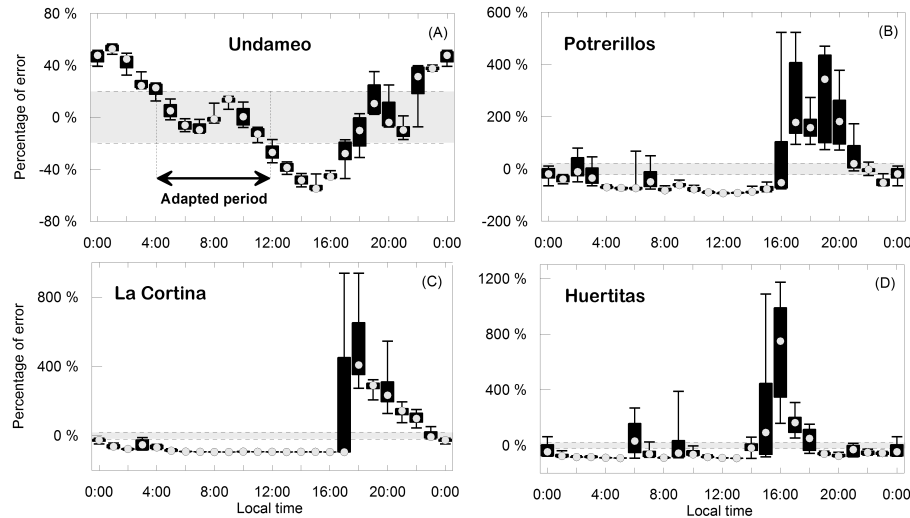 80 %
40 %
0 %
-40 %
-80 %
Percentage of error
Undameo
(A)
Adapted period
0:00 4:00 8:00 12:00 16:00 20:00 0:00
600 %
400 %
200 %
0 %
-200 %
Potrerillos
(B)
0:00 4:00 8:00 12:00 16:00 20:00 0:00
800 %
400 %
0 %
Percentage of error
La Cortina
(C)
0:00 4:00 8:00 12:00 16:00 20:00 0:00
Local time
1200 %
800 %
400 %
0 %
Huertitas
(D)
0:00 4:00 8:00 12:00 16:00 20:00 0:00
Local time